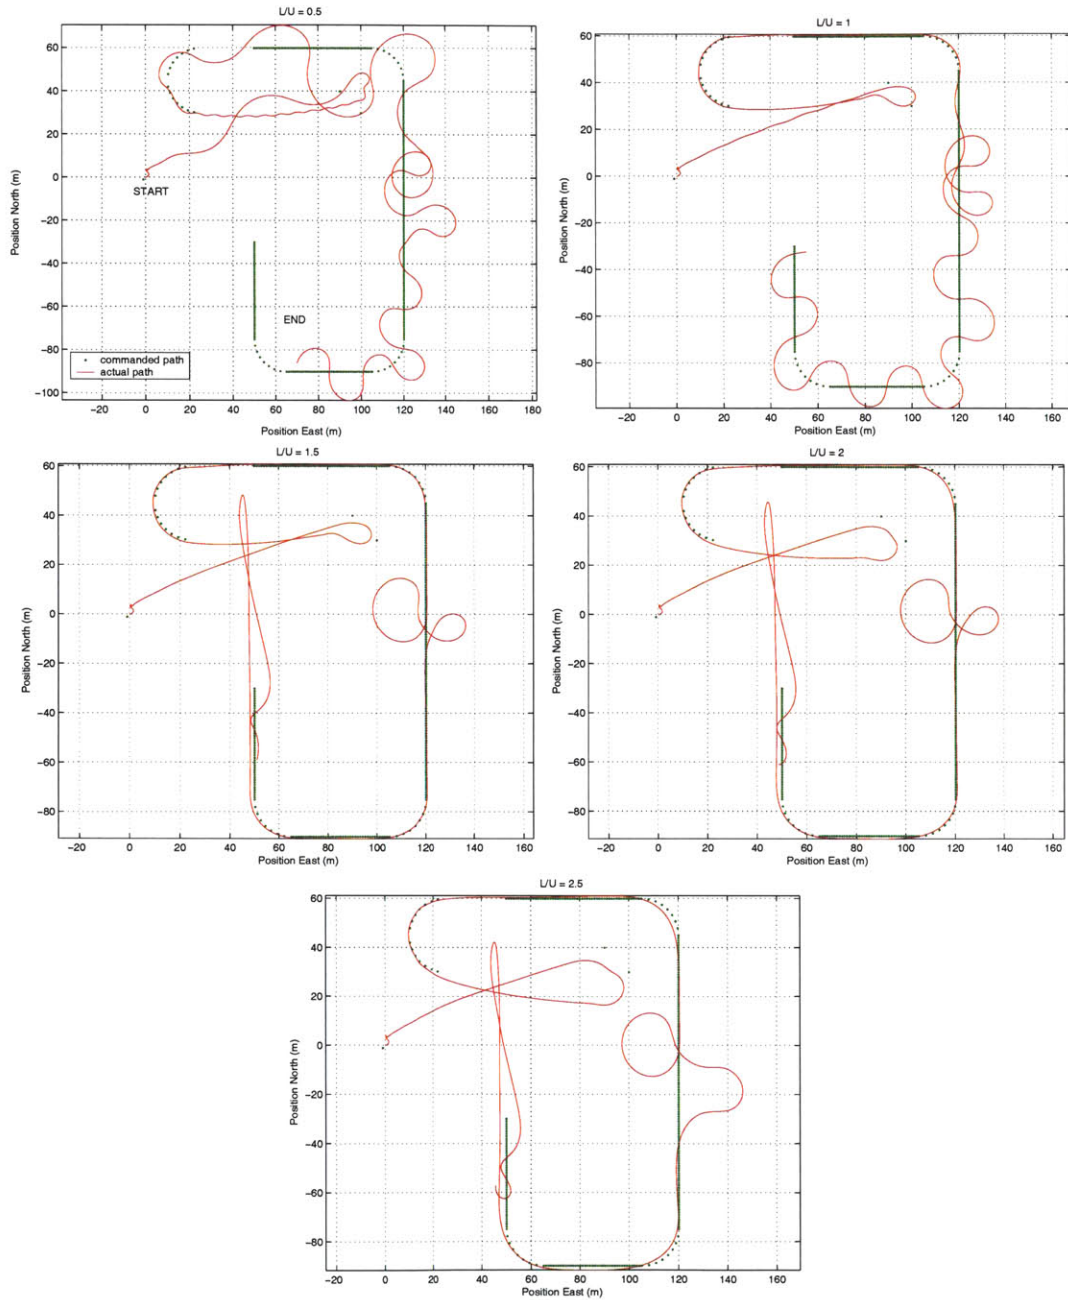 L/U = 0.5
60
40
20
0
−20
−40
−60
−80
−100
Position North (m)
START
END
commanded path
actual path
−20 0 20 40 60 80 100 120 140 160 180
Position East (m)
L/U = 1
60
40
20
0
−20
−40
−60
−80
Position North (m)
−20 0 20 40 60 80 100 120 140 160
Position East (m)
L/U = 1.5
60
40
20
0
−20
−40
−60
−80
Position North (m)
−20 0 20 40 60 80 100 120 140 160
Position East (m)
L/U = 2
60
40
20
0
−20
−40
−60
−80
Position North (m)
−20 0 20 40 60 80 100 120 140 160
Position East (m)
L/U = 2.5
60
40
20
0
−20
−40
−60
−80
Position North (m)
−20 0 20 40 60 80 100 120 140 160
Position East (m)